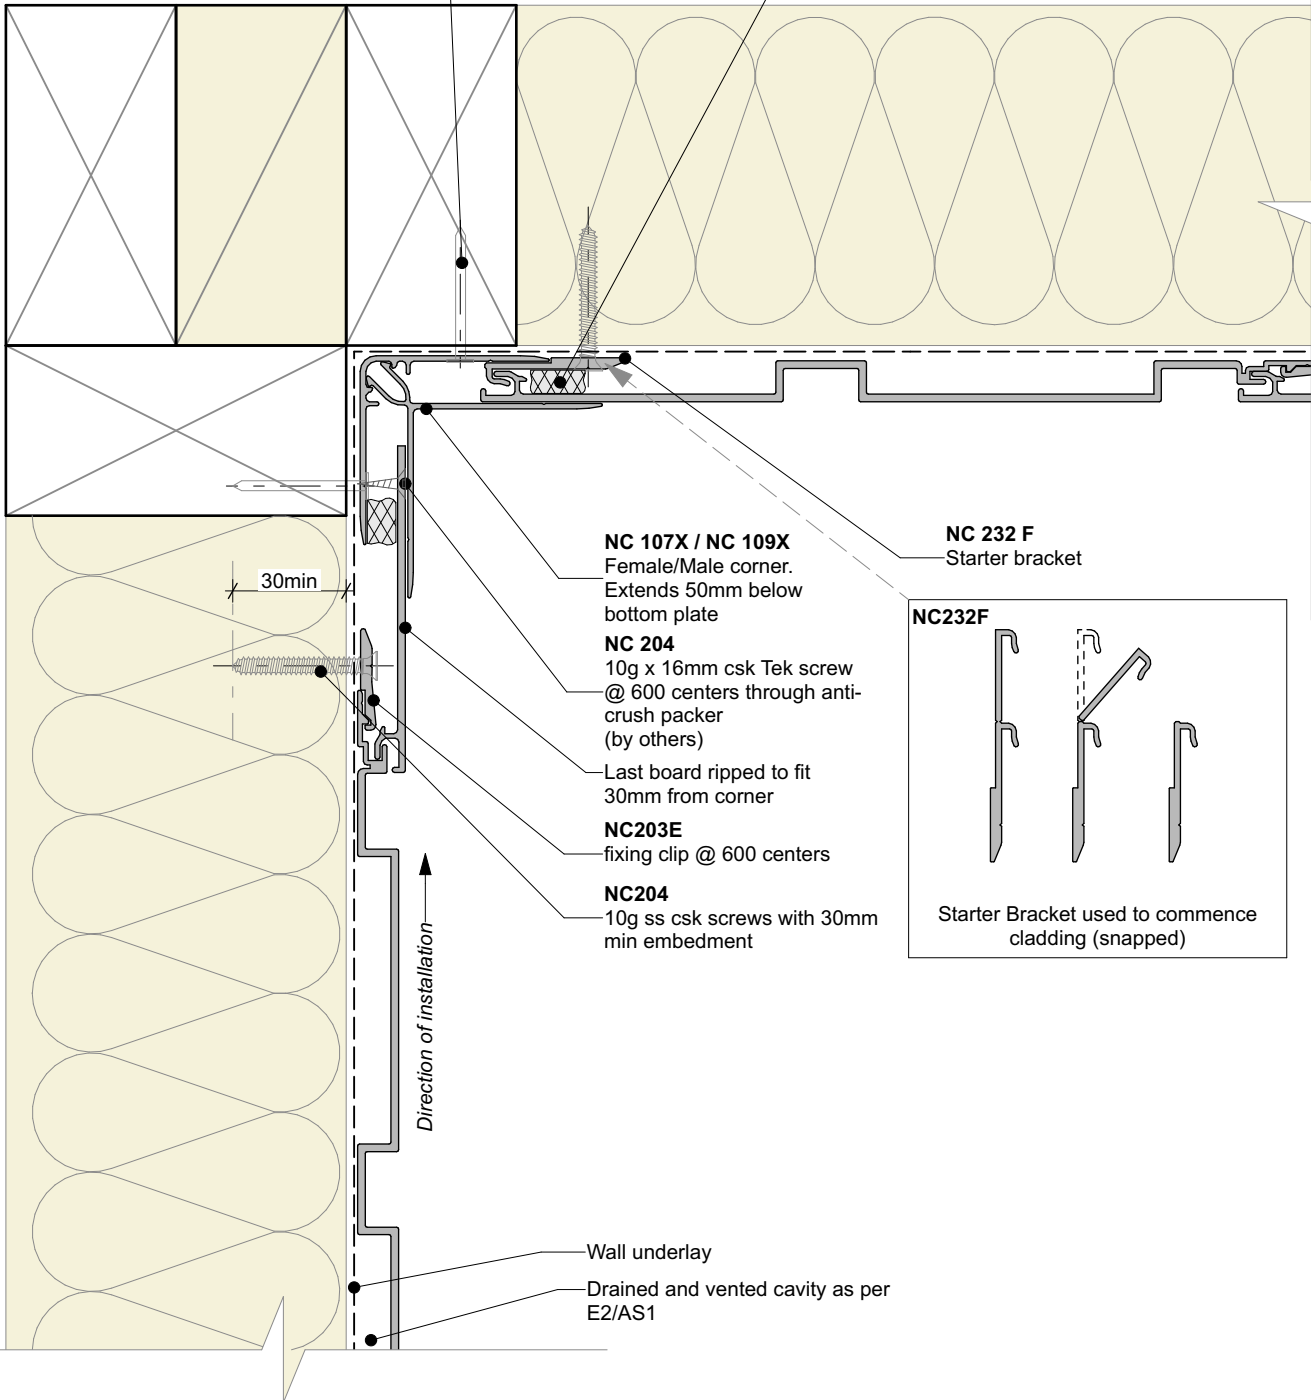 NC 107X / NC 109X
Female/Male corner.
Extends 50mm below
bottom plate
NC 204
10g x 16mm csk Tek screw
@ 600 centers through anti-
crush packer
(by others)
Last board ripped to fit
30mm from corner
NC203E
fixing clip @ 600 centers
NC204
10g ss csk screws with 30mm
min embedment
NC 232 F
Starter bracket
NC232F
Starter Bracket used to commence
cladding (snapped)
30min
Direction of installation
Wall underlay
Drained and vented cavity as per
E2/AS1